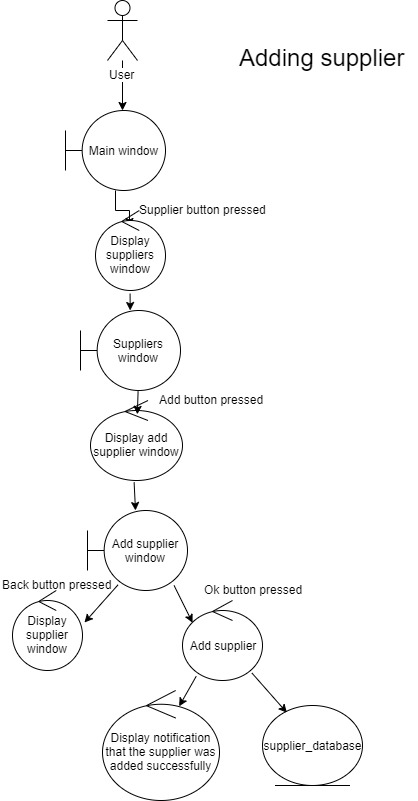 Adding supplier
User
Main window
Supplier button pressed
Display
suppliers
window
Suppliers
window
Add button pressed
Display add
supplier window
Add supplier
window
Back button pressed
Ok button pressed
Display
supplier
window
Add supplier
Display notification
that the supplier was
added successfully
supplier_database